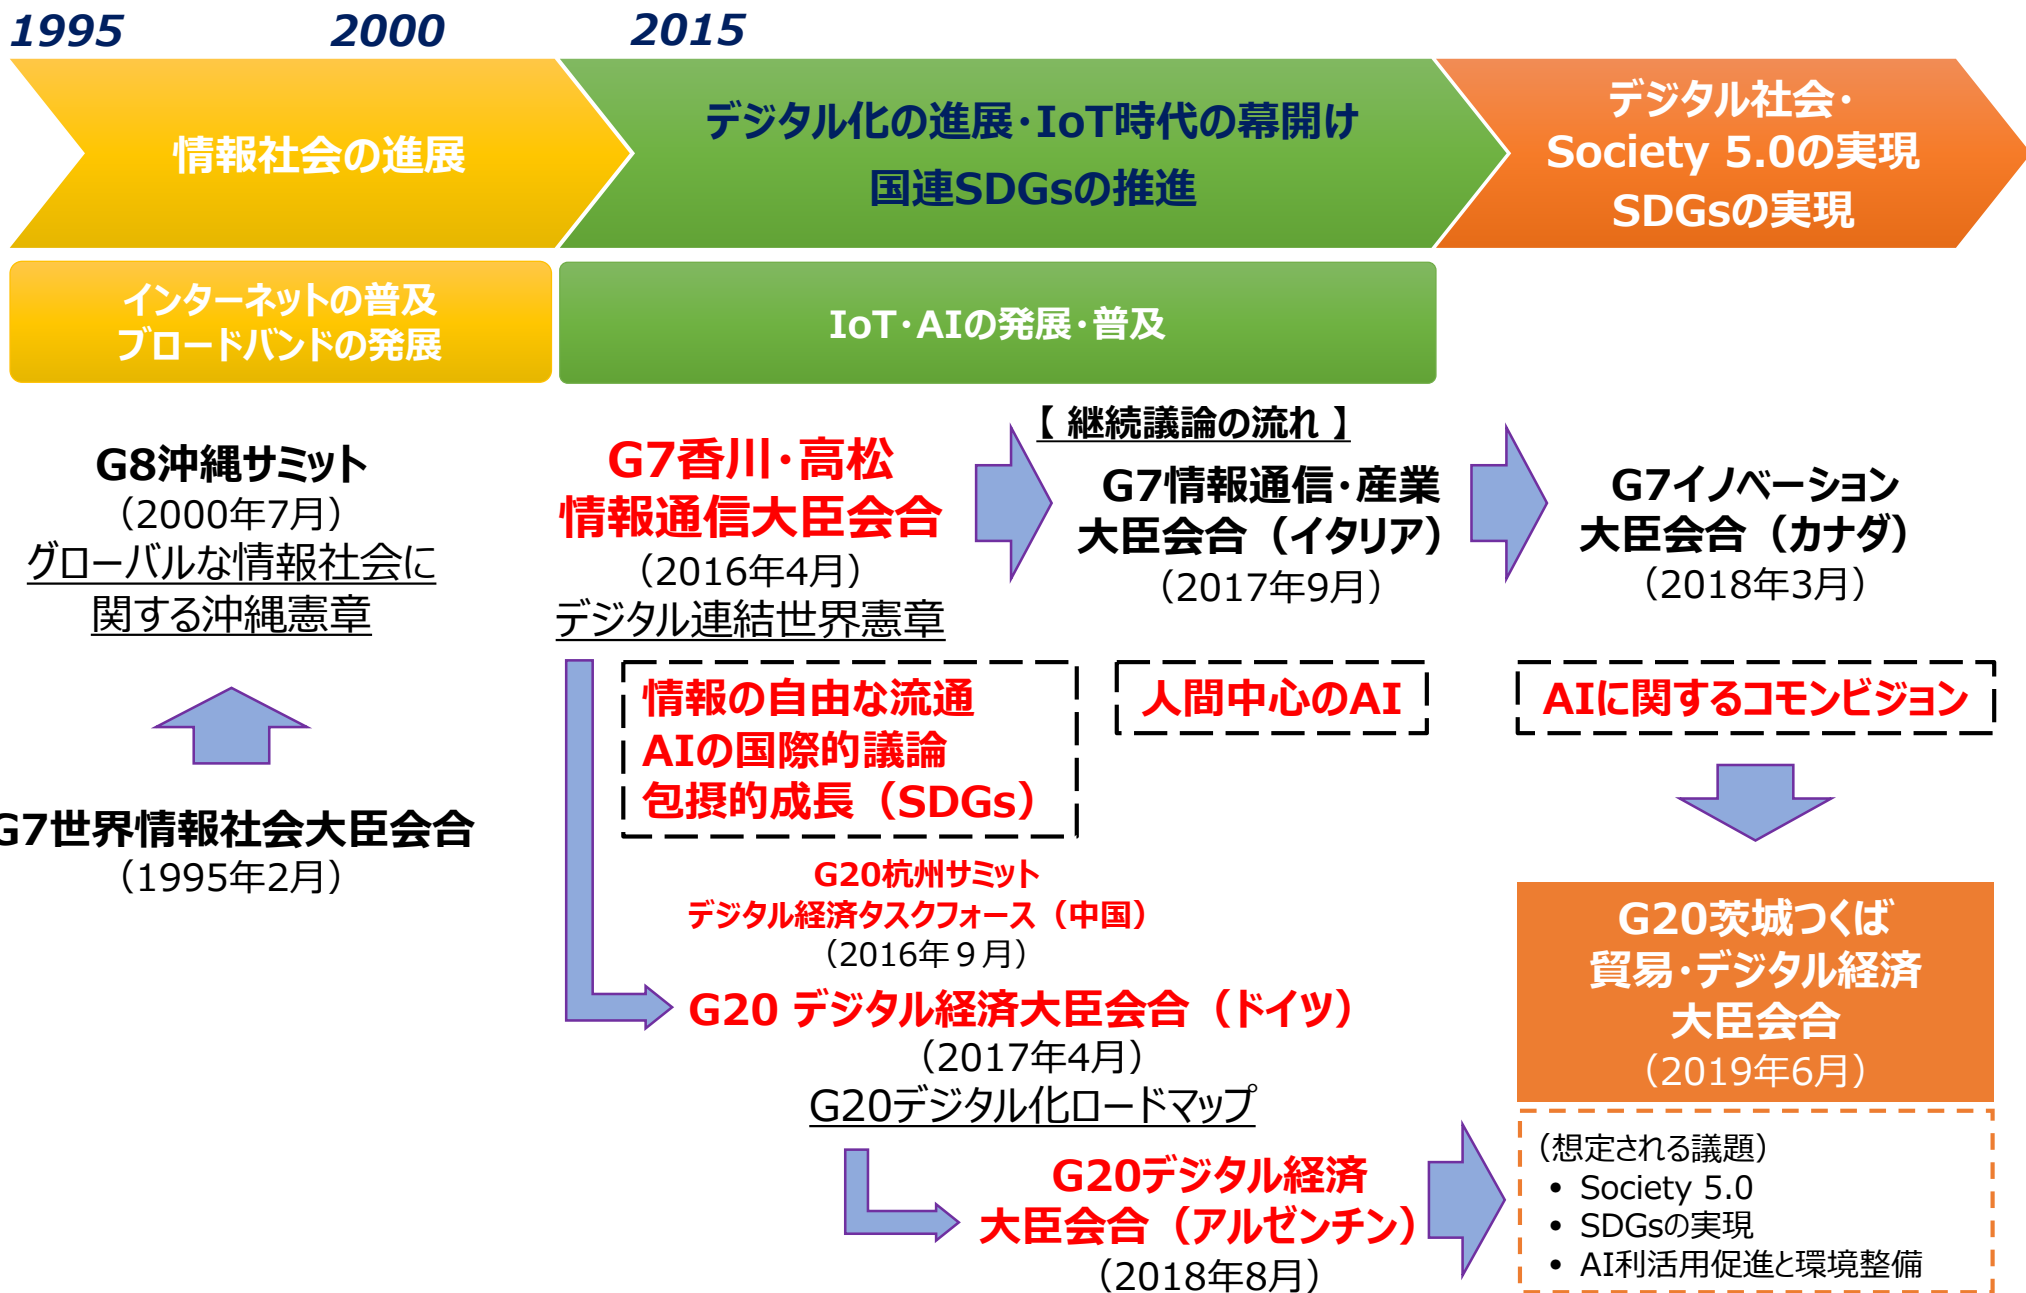 1995
2000
2015
情報社会の進展
デジタル化の進展・IoT時代の幕開け
国連SDGsの推進
デジタル社会・
Society 5.0の実現
SDGsの実現
インターネットの普及
ブロードバンドの発展
IoT・AIの発展・普及
【 継続議論の流れ 】
G8沖縄サミット
（2000年7月）
グローバルな情報社会に
関する沖縄憲章
G7世界情報社会大臣会合
（1995年2月）
G7香川・高松
情報通信大臣会合
（2016年4月）
デジタル連結世界憲章
情報の自由な流通
AIの国際的議論
包摂的成長（SDGs）
G7情報通信・産業
大臣会合（イタリア）
（2017年9月）
人間中心のAI
G7イノベーション
大臣会合（カナダ）
（2018年3月）
AIに関するコモンビジョン
G20杭州サミット
デジタル経済タスクフォース（中国）
（2016年９月）
G20 デジタル経済大臣会合（ドイツ）
（2017年4月）
G20デジタル化ロードマップ
G20デジタル経済
大臣会合（アルゼンチン）
（2018年8月）
G20茨城つくば
貿易・デジタル経済
大臣会合
（2019年6月）
（想定される議題）
• Society 5.0
• SDGsの実現
• AI利活用促進と環境整備